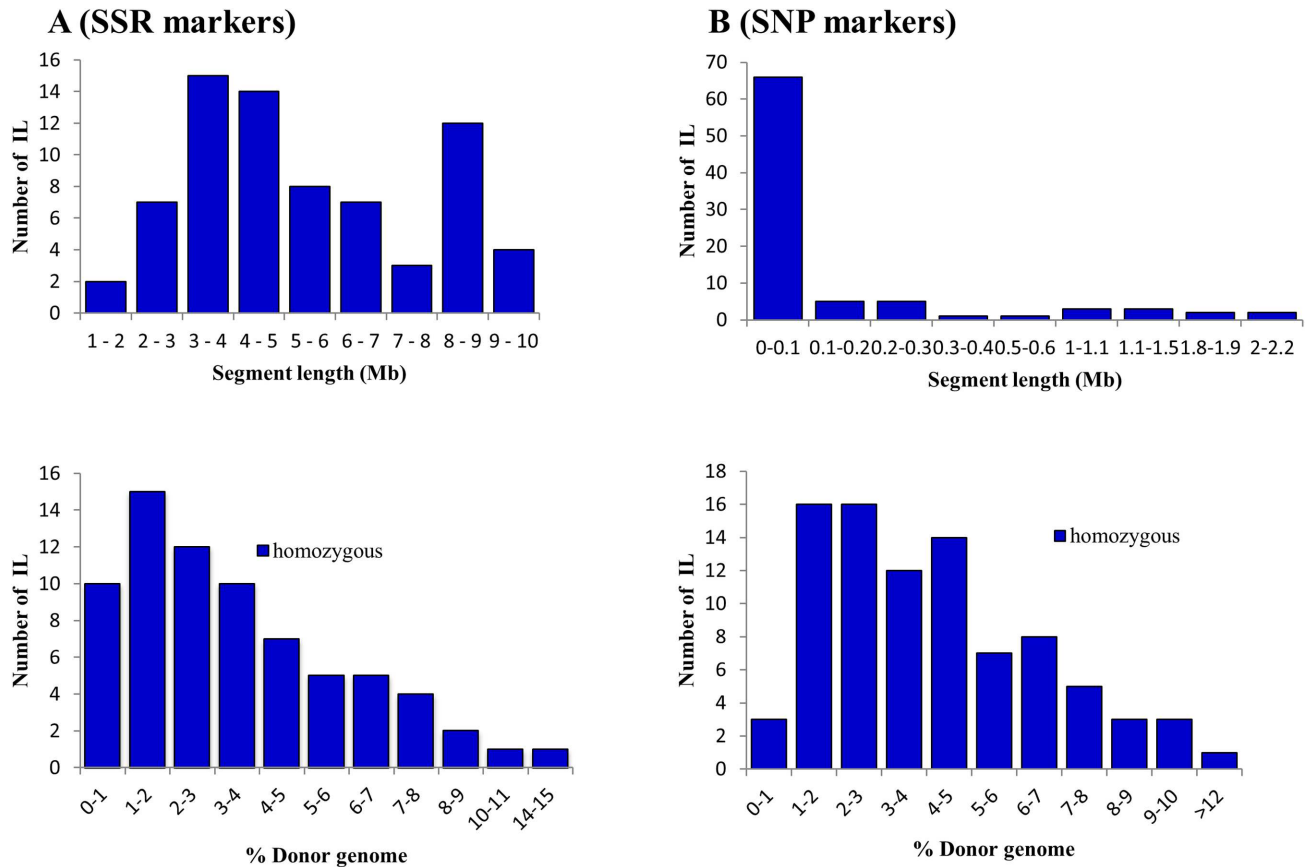 A (SSR markers)
16
14
12
10
8
6
4
2
0
Number of IL
1 - 2 2 - 3 3 - 4 4 - 5 5 - 6 6 - 7 7 - 8 8 - 9 9 - 10
Segment length (Mb)
B (SNP markers)
70
60
50
40
30
20
10
0
Number of IL
0-0.1 0.1-0.2 0.2-0.3 0.3-0.4 0.5-0.6 1-1.1 1.1-1.5 1.8-1.9 2-2.2
Segment length (Mb)
16
14
12
10
8
6
4
2
0
Number of IL
homozygous
0-1 1-2 2-3 3-4 4-5 5-6 6-7 7-8 8-9 10-11 14-15
% Donor genome
18
16
14
12
10
8
6
4
2
0
Number of IL
homozygous
0-1 1-2 2-3 3-4 4-5 5-6 6-7 7-8 8-9 9-10 >12
% Donor genome